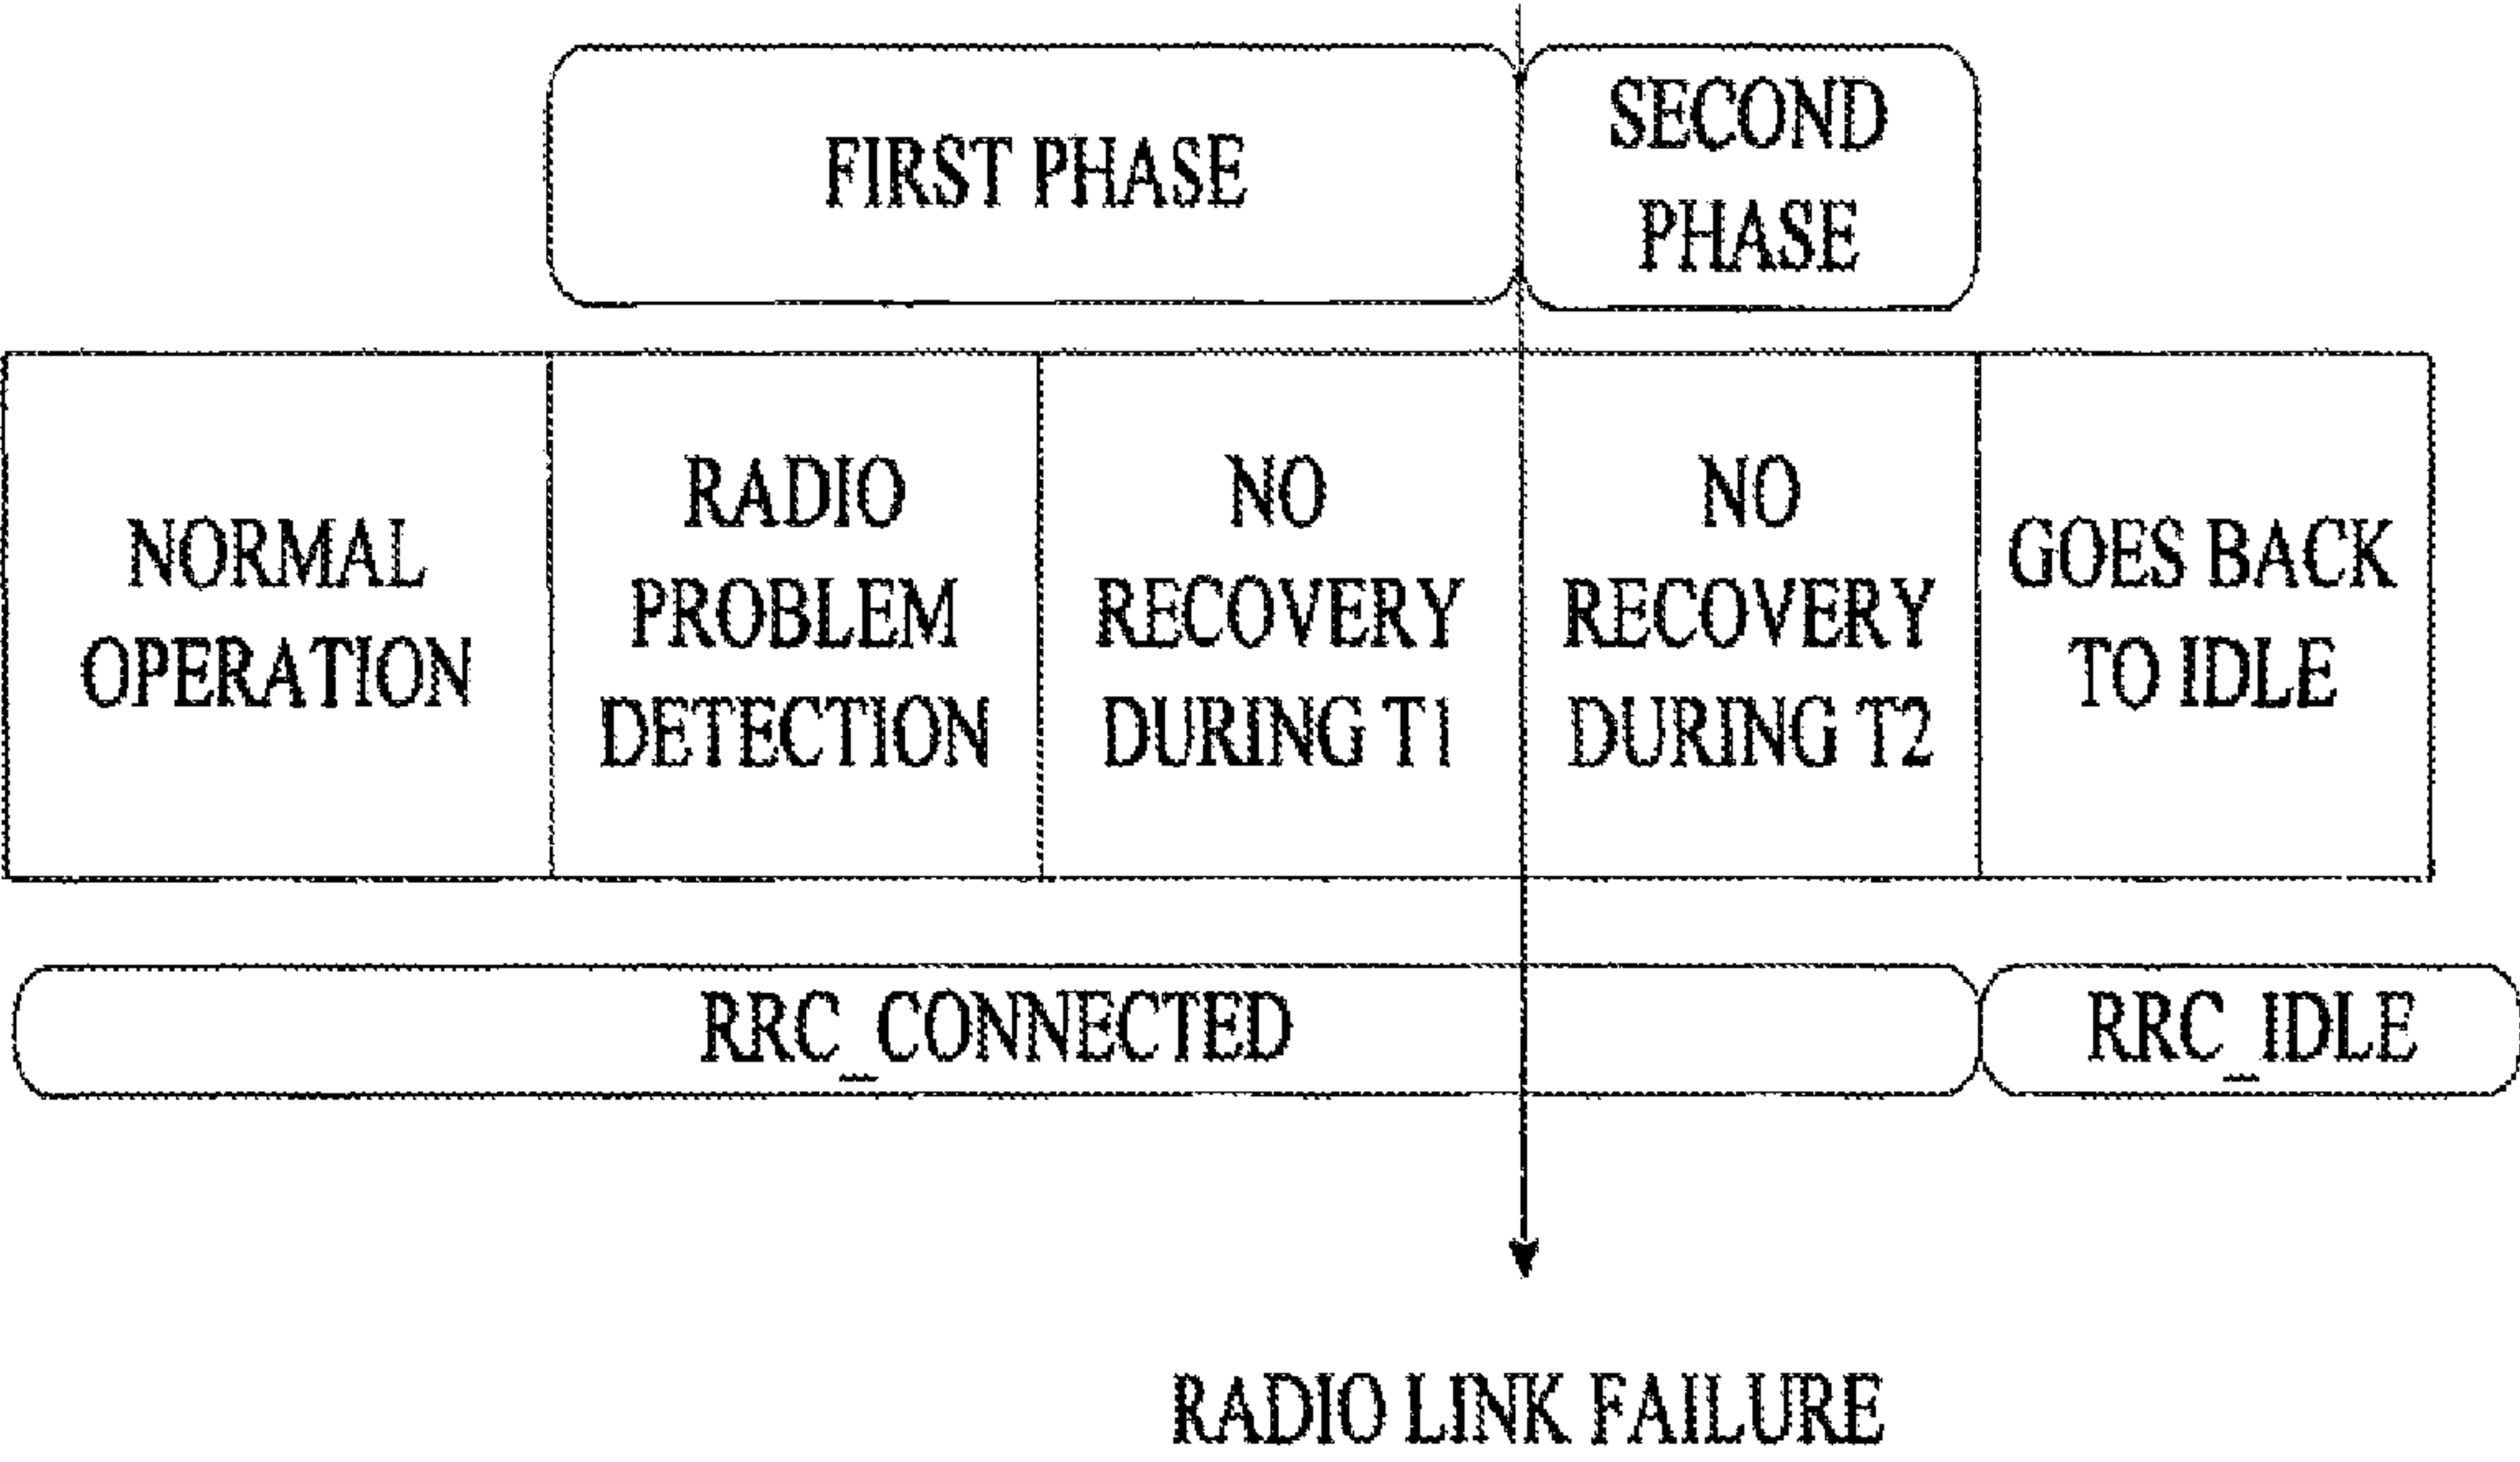 FIRST PHASE
SECOND
PHASE
NORMAL
OPERATION
RADIO
PROBLEM
DETECTION
NO
RECOVERY
DURING T1
NO
RECOVERY
DURING T2
GOES BACK
TO IDLE
RRC_CONNECTED
RRC_IDLE
RADIO LINK FAILURE